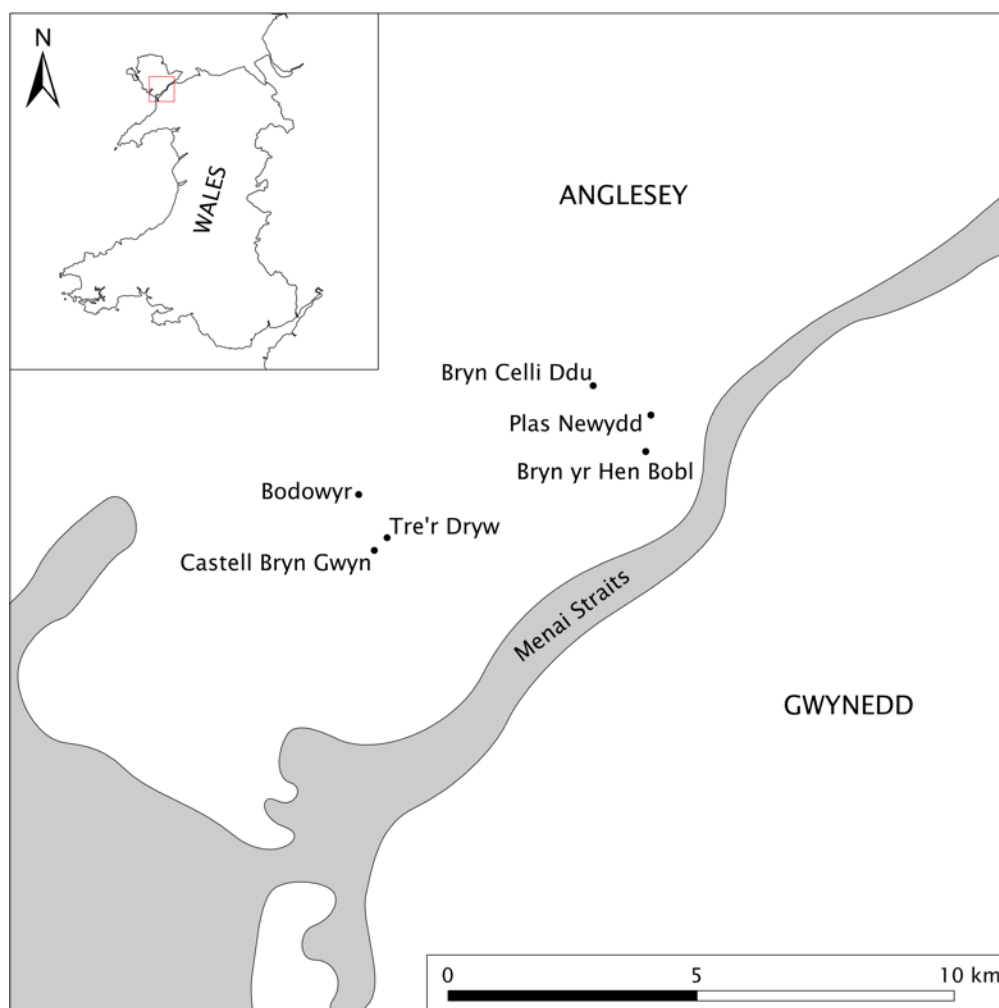 N
WALES
ANGLESEY
Bryn Celli Ddu
Plas Newydd
Bryn yr Hen Bobl
Bodowyr
Tre'r Dryw
Castell Bryn Gwyn
Menai Straits
GWYNEDD
0 5 10 km